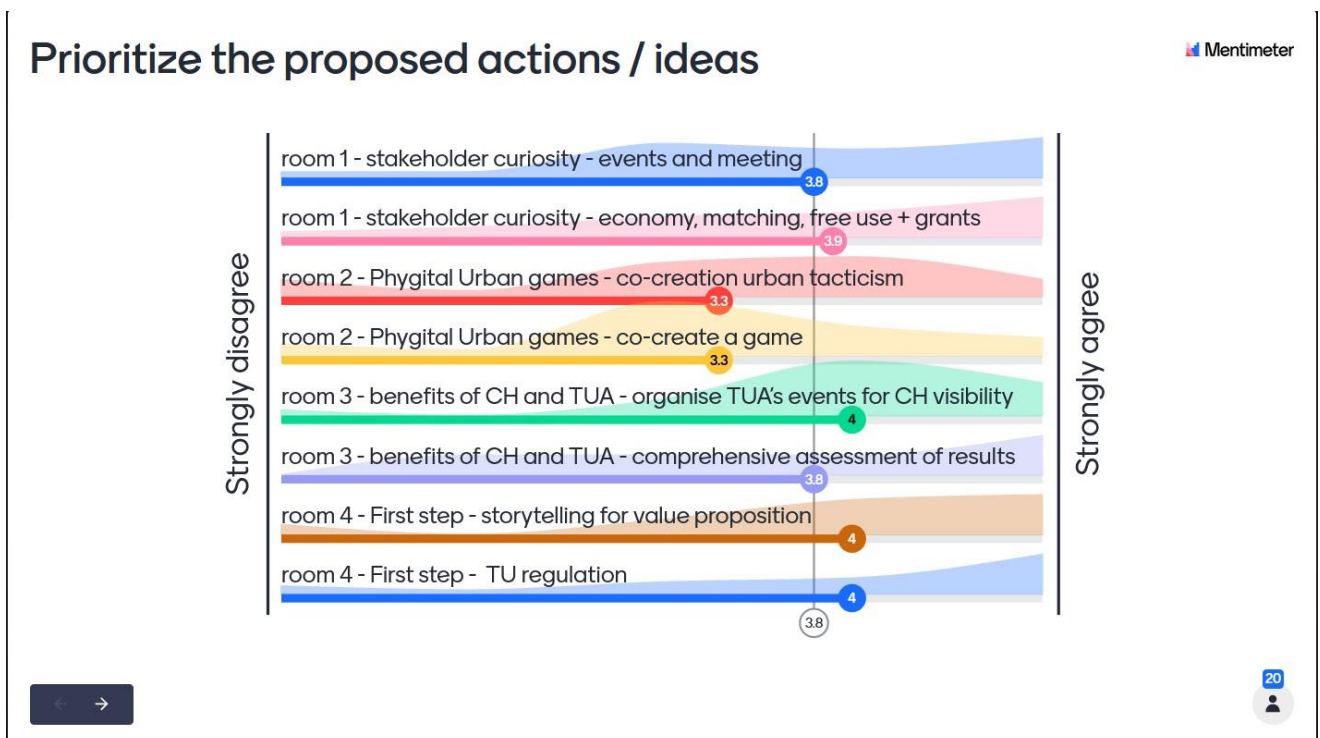 Prioritize the proposed actions / ideas
Mentimeter
Strongly disagree
room 1 - stakeholder curiosity - events and meeting
3.8
room 1 - stakeholder curiosity - economy, matching, free use + grants
3.9
room 2 - Phygital Urban games - co-creation urban tacticism
3.3
room 2 - Phygital Urban games - co-create a game
3.3
room 3 - benefits of CH and TUA - organise TUA's events for CH visibility
4
room 3 - benefits of CH and TUA - comprehensive assessment of results
3.8
room 4 - First step - storytelling for value proposition
4
room 4 - First step - TU regulation
4
3.8
Strongly agree
20